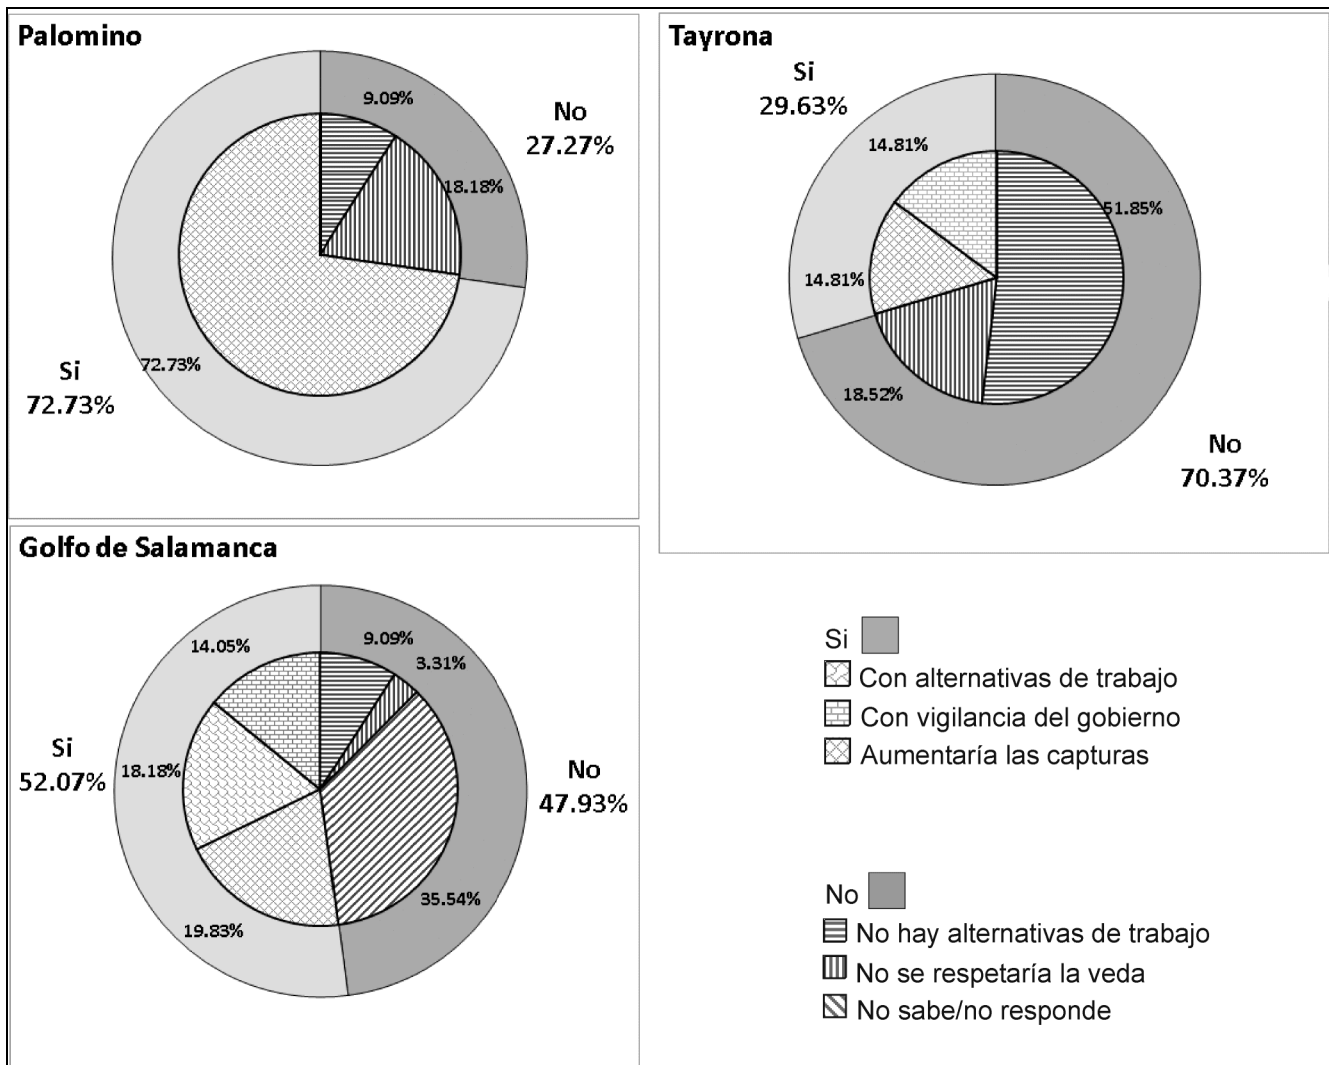 Palomino
9.09%
No
27.27%
18.18%
72.73%
Si
72.73%
Tayrona
Si
29.63%
14.81%
51.85%
14.81%
18.52%
No
70.37%
Golfo de Salamanca
14.05%
9.09%
3.31%
Si
52.07%
18.18%
No
47.93%
35.54%
19.83%
Si
Con alternativas de trabajo
Con vigilancia del gobierno
Aumentaría las capturas
No
No hay alternativas de trabajo
No se respetaría la veda
No sabe/no responde